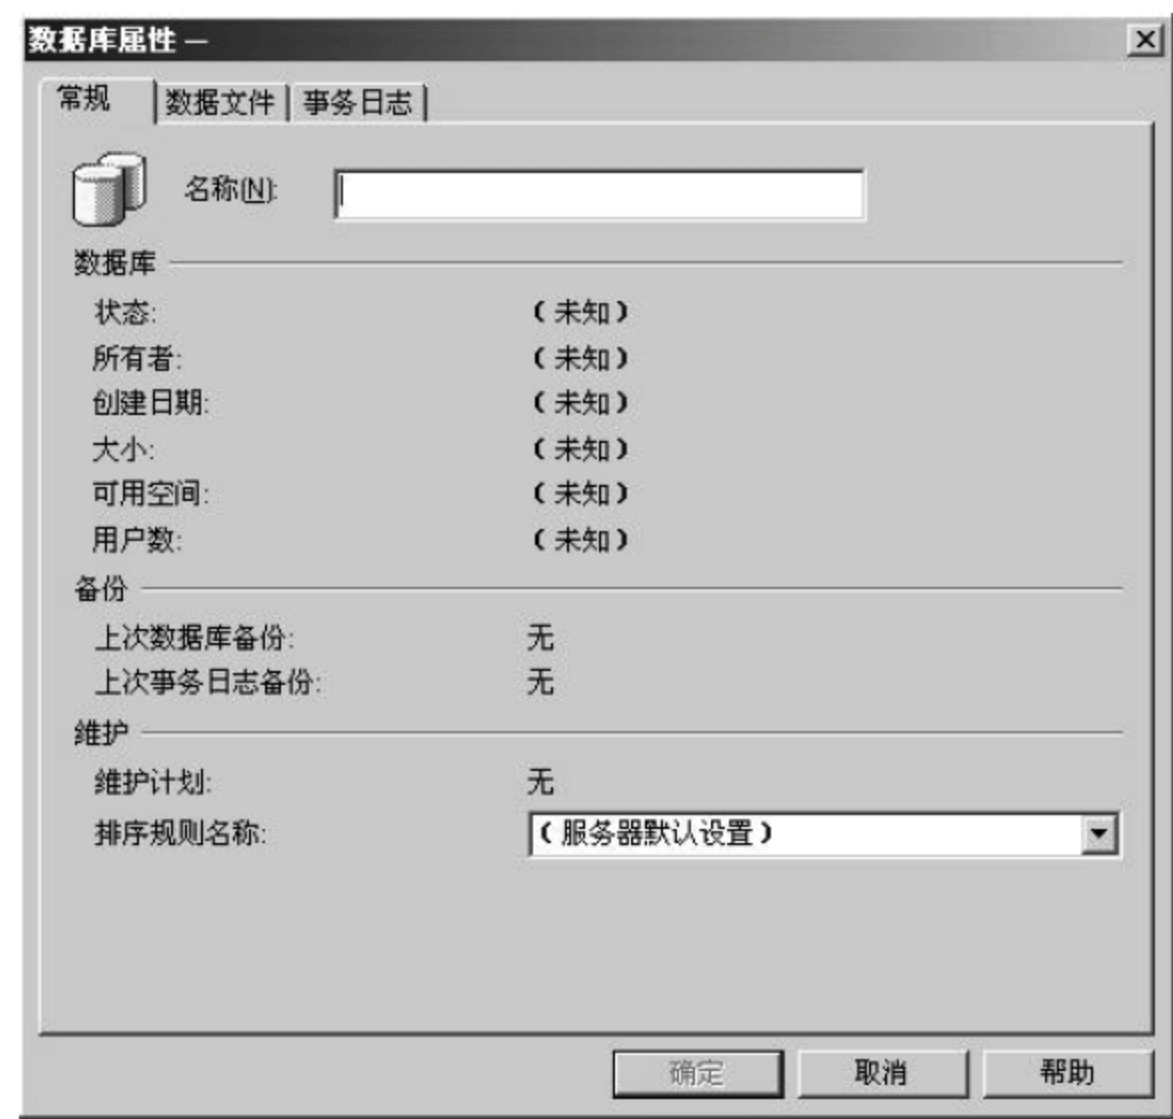 数据库属性 —
常规 数据文件 事务日志
名称(N):
数据库
状态: (未知)
所有者: (未知)
创建日期: (未知)
大小: (未知)
可用空间: (未知)
用户数: (未知)
备份
上次数据库备份: 无
上次事务日志备份: 无
维护
维护计划: 无
排序规则名称: (服务器默认设置)
确定 取消 帮助